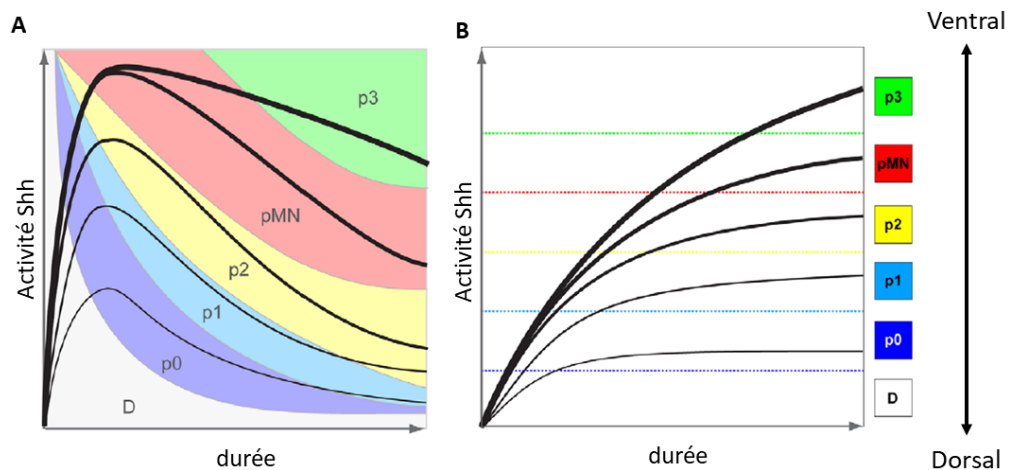 A
Activité Shh
p3
pMN
p2
p1
p0
D
durée
B
Activité Shh
durée
p3
pMN
p2
p1
p0
D
Ventral
Dorsal